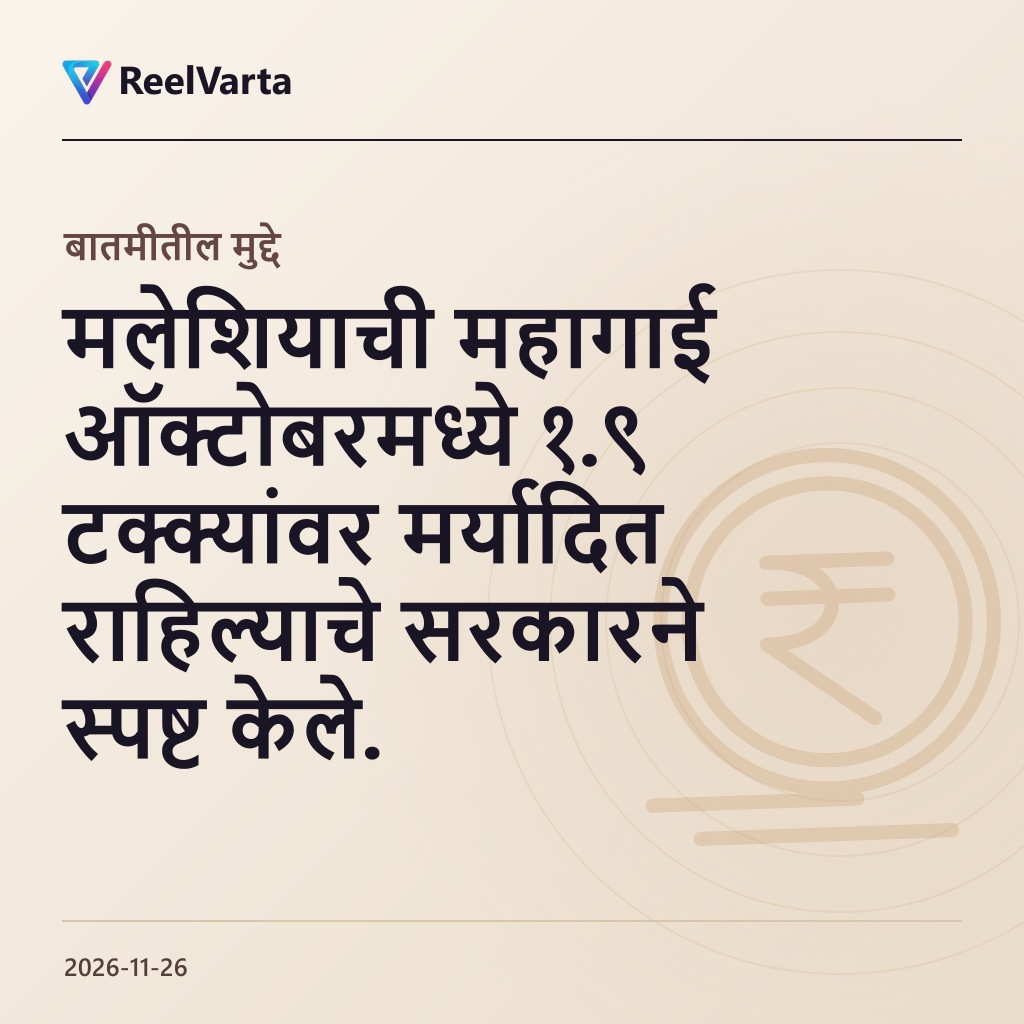 ReelVarta
बातमीतील मुद्दे
मलेशियाची महागाई
ऑक्टोबरमध्ये १.९
टक्क्यांवर मर्यादित
राहिल्याचे सरकारने
स्पष्ट केले.
2026-11-26